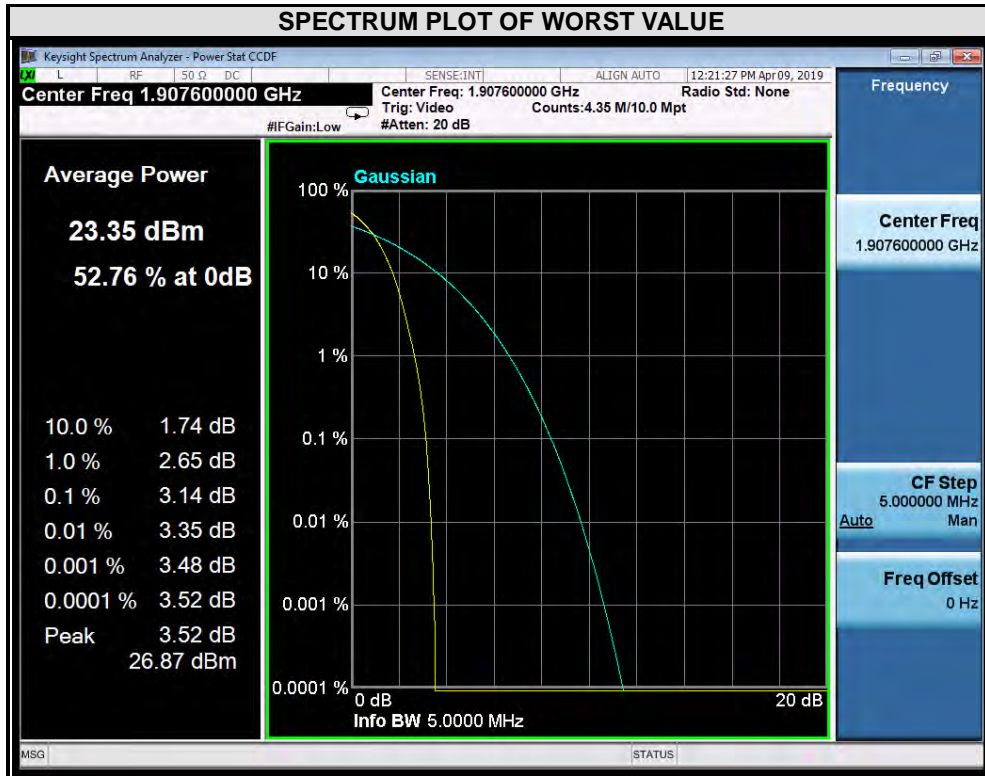 SPECTRUM PLOT OF WORST VALUE
Keysight Spectrum Analyzer - Power Stat CCDF
LXI L RF 50 Ω DC SENSE:INT ALIGN AUTO 12:21:27 PM Apr 09, 2019
Center Freq 1.907600000 GHz
#IFGain:Low
Center Freq: 1.907600000 GHz Radio Std: None
Trig: Video Counts:4.35 M/10.0 Mpt
#Atten: 20 dB
Average Power
23.35 dBm
52.76 % at 0dB
10.0 % 1.74 dB
1.0 % 2.65 dB
0.1 % 3.14 dB
0.01 % 3.35 dB
0.001 % 3.48 dB
0.0001 % 3.52 dB
Peak 3.52 dB
26.87 dBm
Gaussian
100 %
10 %
1 %
0.1 %
0.01 %
0.001 %
0.0001 %
0 dB 20 dB
Info BW 5.0000 MHz
Frequency
Center Freq
1.907600000 GHz
CF Step
5.000000 MHz
Auto Man
Freq Offset
0 Hz
MSG STATUS